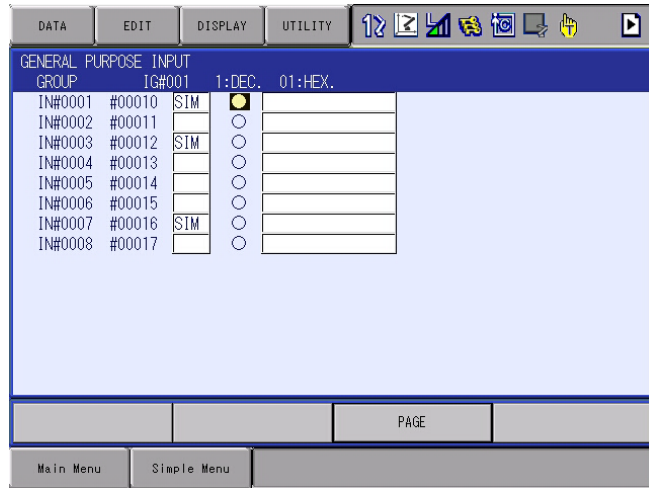 DATA EDIT DISPLAY UTILITY
GENERAL PURPOSE INPUT
GROUP IG#001 1:DEC. 01:HEX.
IN#0001 #00010 SIM
IN#0002 #00011
IN#0003 #00012 SIM
IN#0004 #00013
IN#0005 #00014
IN#0006 #00015
IN#0007 #00016 SIM
IN#0008 #00017
PAGE
Main Menu Simple Menu